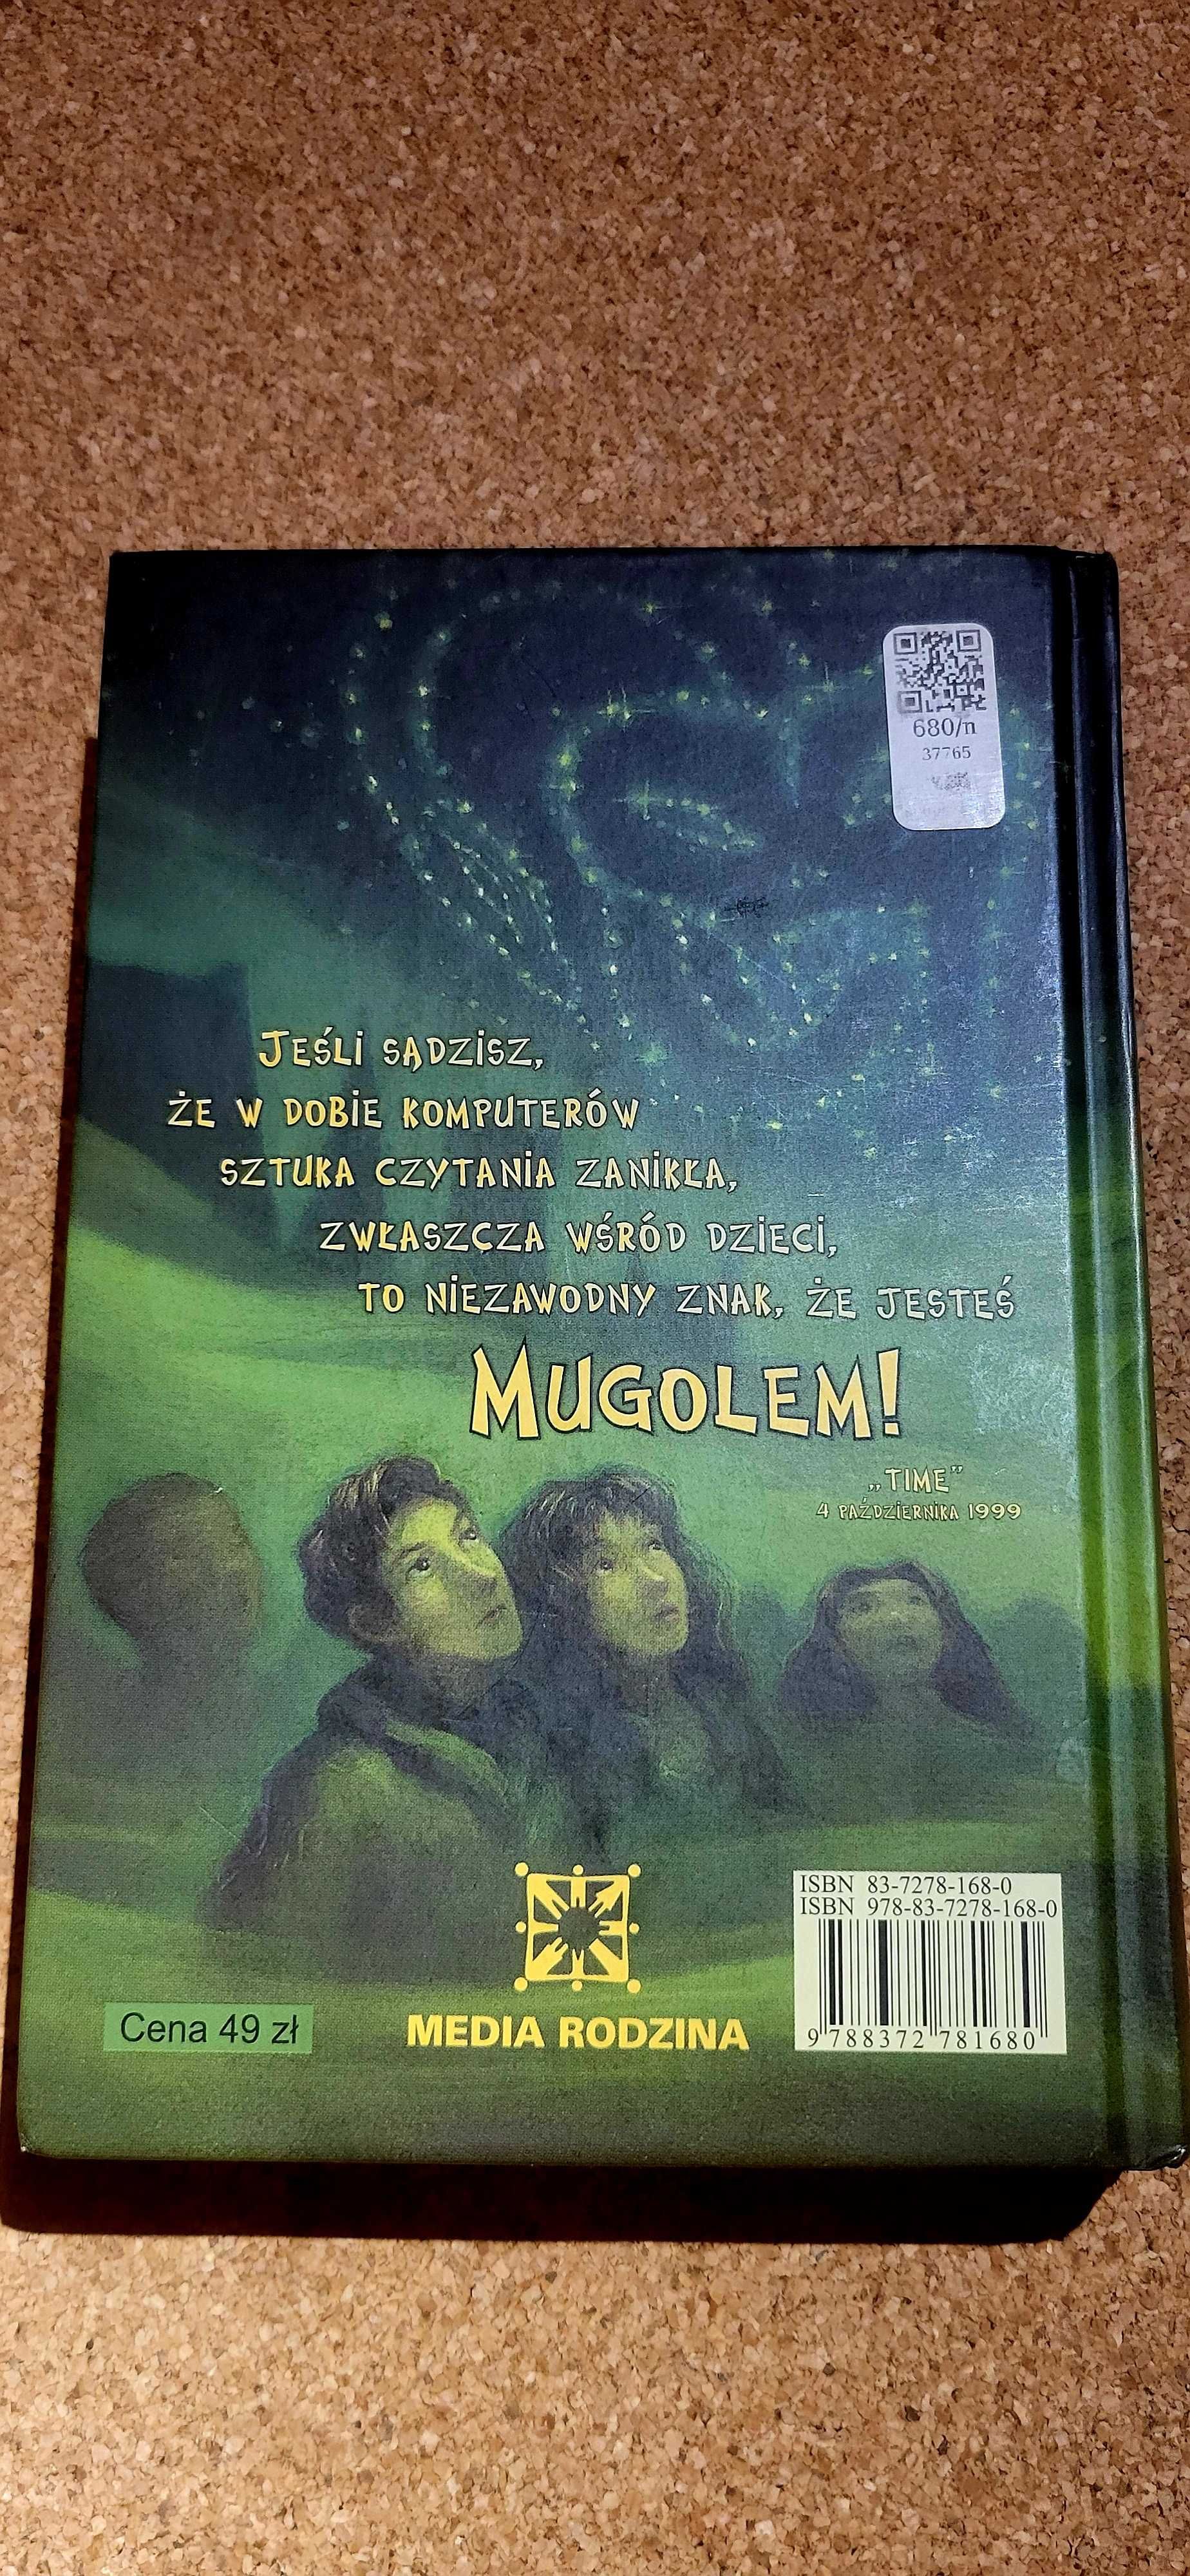 680/n
37765
JEŚLI SĄDZISZ,
ŻE W DOBIE KOMPUTERÓW
SZTUKA CZYTANIA ZANIKŁA,
ZWŁASZCZA WŚRÓD DZIECI,
TO NIEZAWODNY ZNAK, ŻE JESTEŚ
MUGOLEM!
„TIME”
4 PAŹDZIERNIKA 1999
ISBN 83-7278-168-0
ISBN 978-83-7278-168-0
9 788372 781680
MEDIA RODZINA
Cena 49 zł